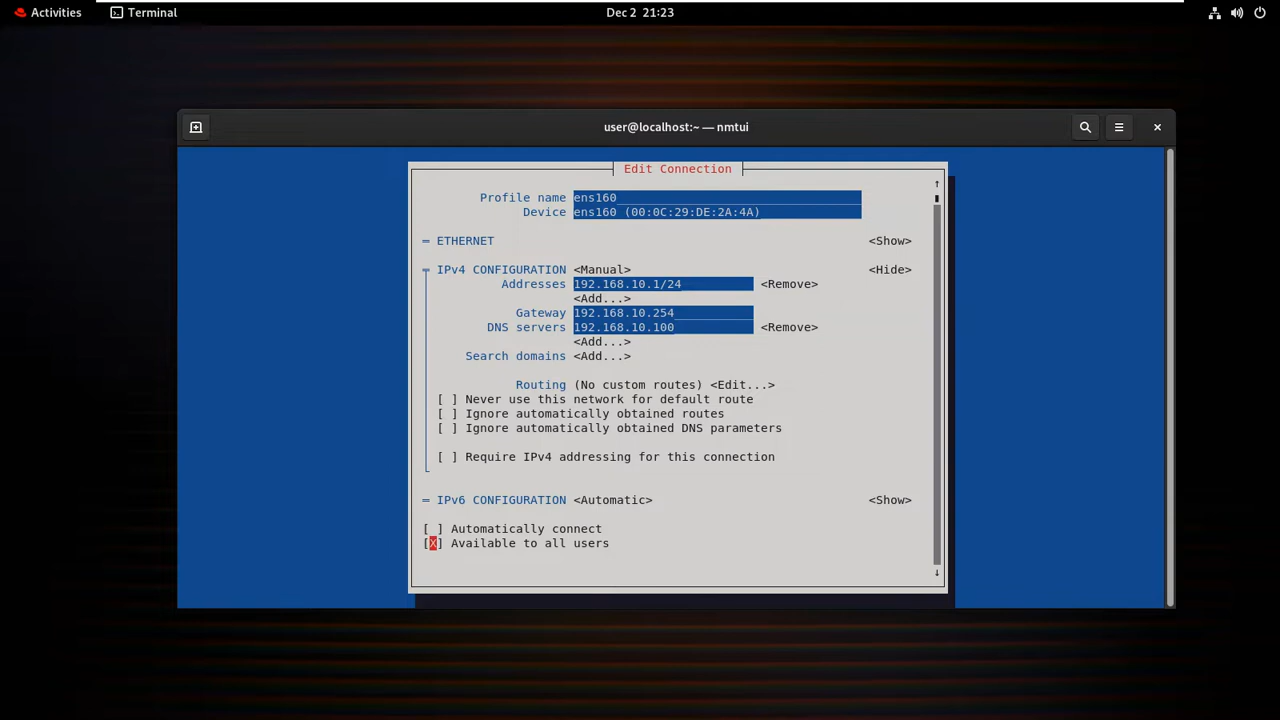 Activities Terminal Dec 2 21:23
user@localhost:~ — nmtui
Edit Connection
Profile name ens160
Device ens160 (00:0C:29:DE:2A:4A)
═ ETHERNET <Show>
IPv4 CONFIGURATION <Manual> <Hide>
Addresses 192.168.10.1/24 <Remove>
<Add...>
Gateway 192.168.10.254
DNS servers 192.168.10.100 <Remove>
<Add...>
Search domains <Add...>
Routing (No custom routes) <Edit...>
[ ] Never use this network for default route
[ ] Ignore automatically obtained routes
[ ] Ignore automatically obtained DNS parameters
[ ] Require IPv4 addressing for this connection
═ IPv6 CONFIGURATION <Automatic> <Show>
[ ] Automatically connect
[X] Available to all users